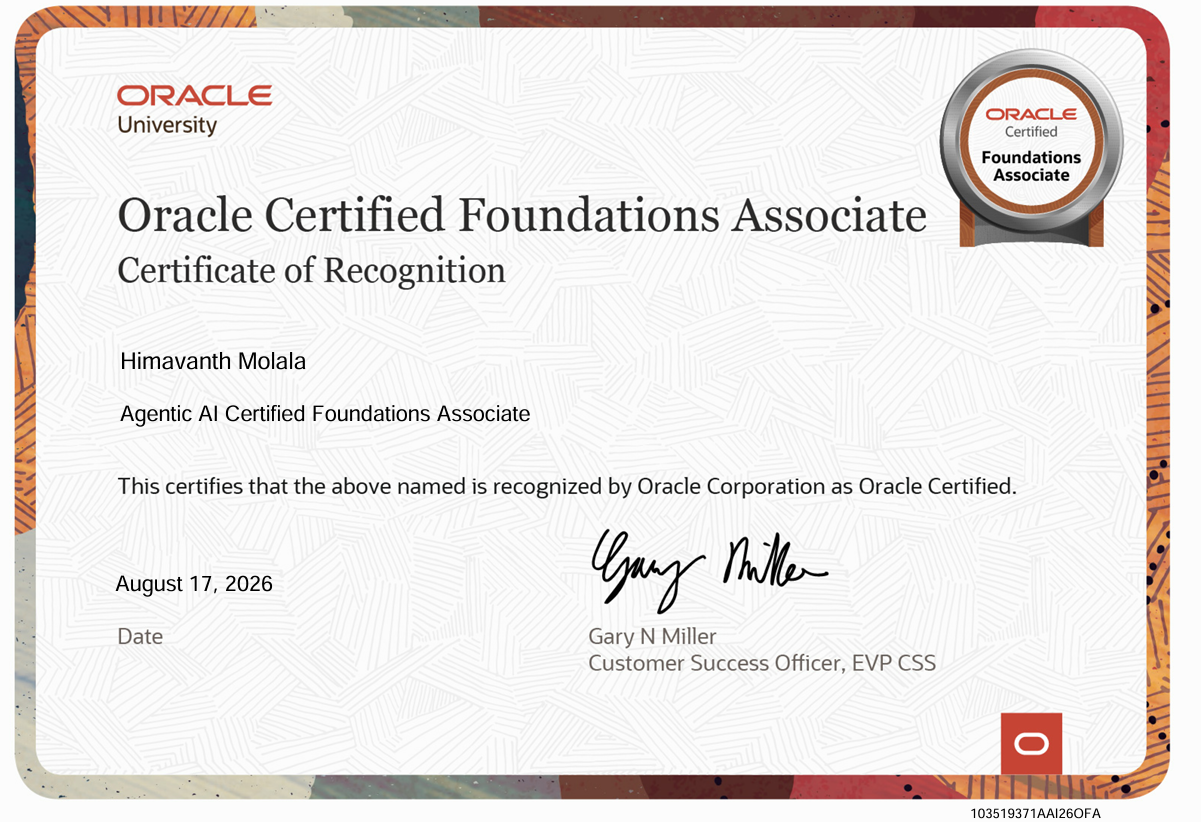 ORACLE
University
ORACLE
Certified
Foundations
Associate
Oracle Certified Foundations Associate
Certificate of Recognition
Himavanth Molala
Agentic AI Certified Foundations Associate
This certifies that the above named is recognized by Oracle Corporation as Oracle Certified.
Gary Miller
August 17, 2026
Date
Gary N Miller
Customer Success Officer, EVP CSS
103519371AAI26OFA